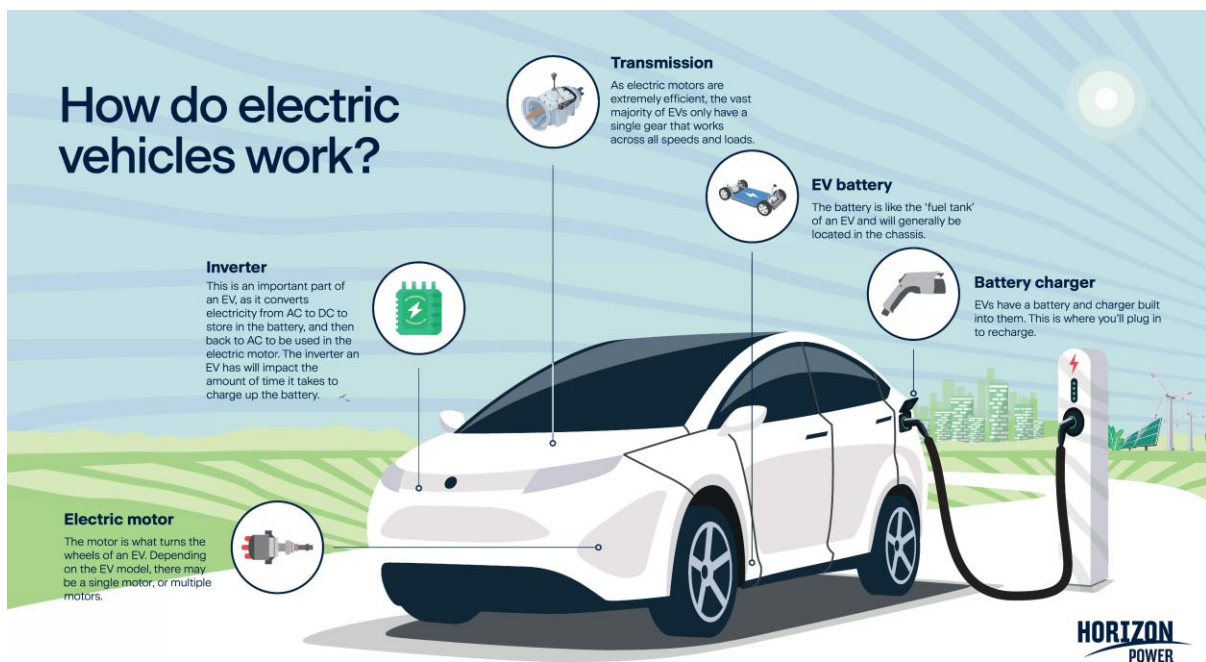 How do electric
vehicles work?
Transmission
As electric motors are
extremely efficient, the vast
majority of EVs only have a
single gear that works
across all speeds and loads.
EV battery
The battery is like the ‘fuel tank’
of an EV and will generally be
located in the chassis.
Battery charger
EVs have a battery and charger built
into them. This is where you’ll plug in
to recharge.
Inverter
This is an important part of
an EV, as it converts
electricity from AC to DC to
store in the battery, and then
back to AC to be used in the
electric motor. The inverter an
EV has will impact the
amount of time it takes to
charge up the battery.
Electric motor
The motor is what turns the
wheels of an EV. Depending
on the EV model, there may
be a single motor, or multiple
motors.
HORIZON
POWER